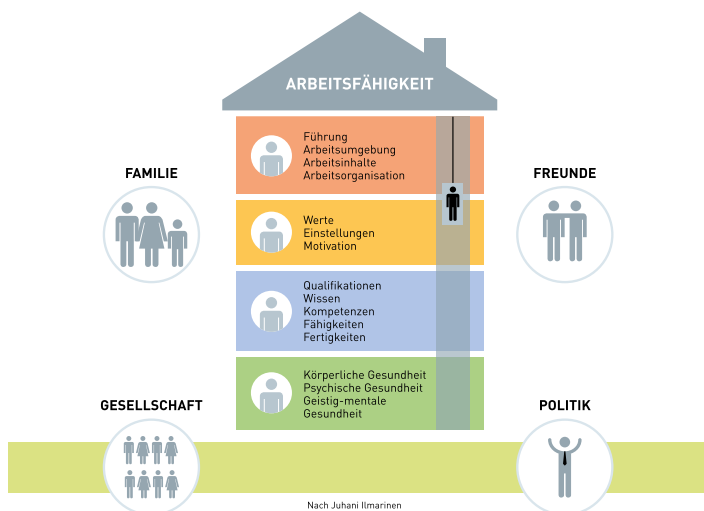 ARBEITSFÄHIGKEIT
Führung
Arbeitsumgebung
Arbeitsinhalte
Arbeitsorganisation
FAMILIE
FREUNDE
Werte
Einstellungen
Motivation
Qualifikationen
Wissen
Kompetenzen
Fähigkeiten
Fertigkeiten
Körperliche Gesundheit
Psychische Gesundheit
Geistig-mentale
Gesundheit
GESELLSCHAFT
POLITIK
Nach Juhani Ilmarinen